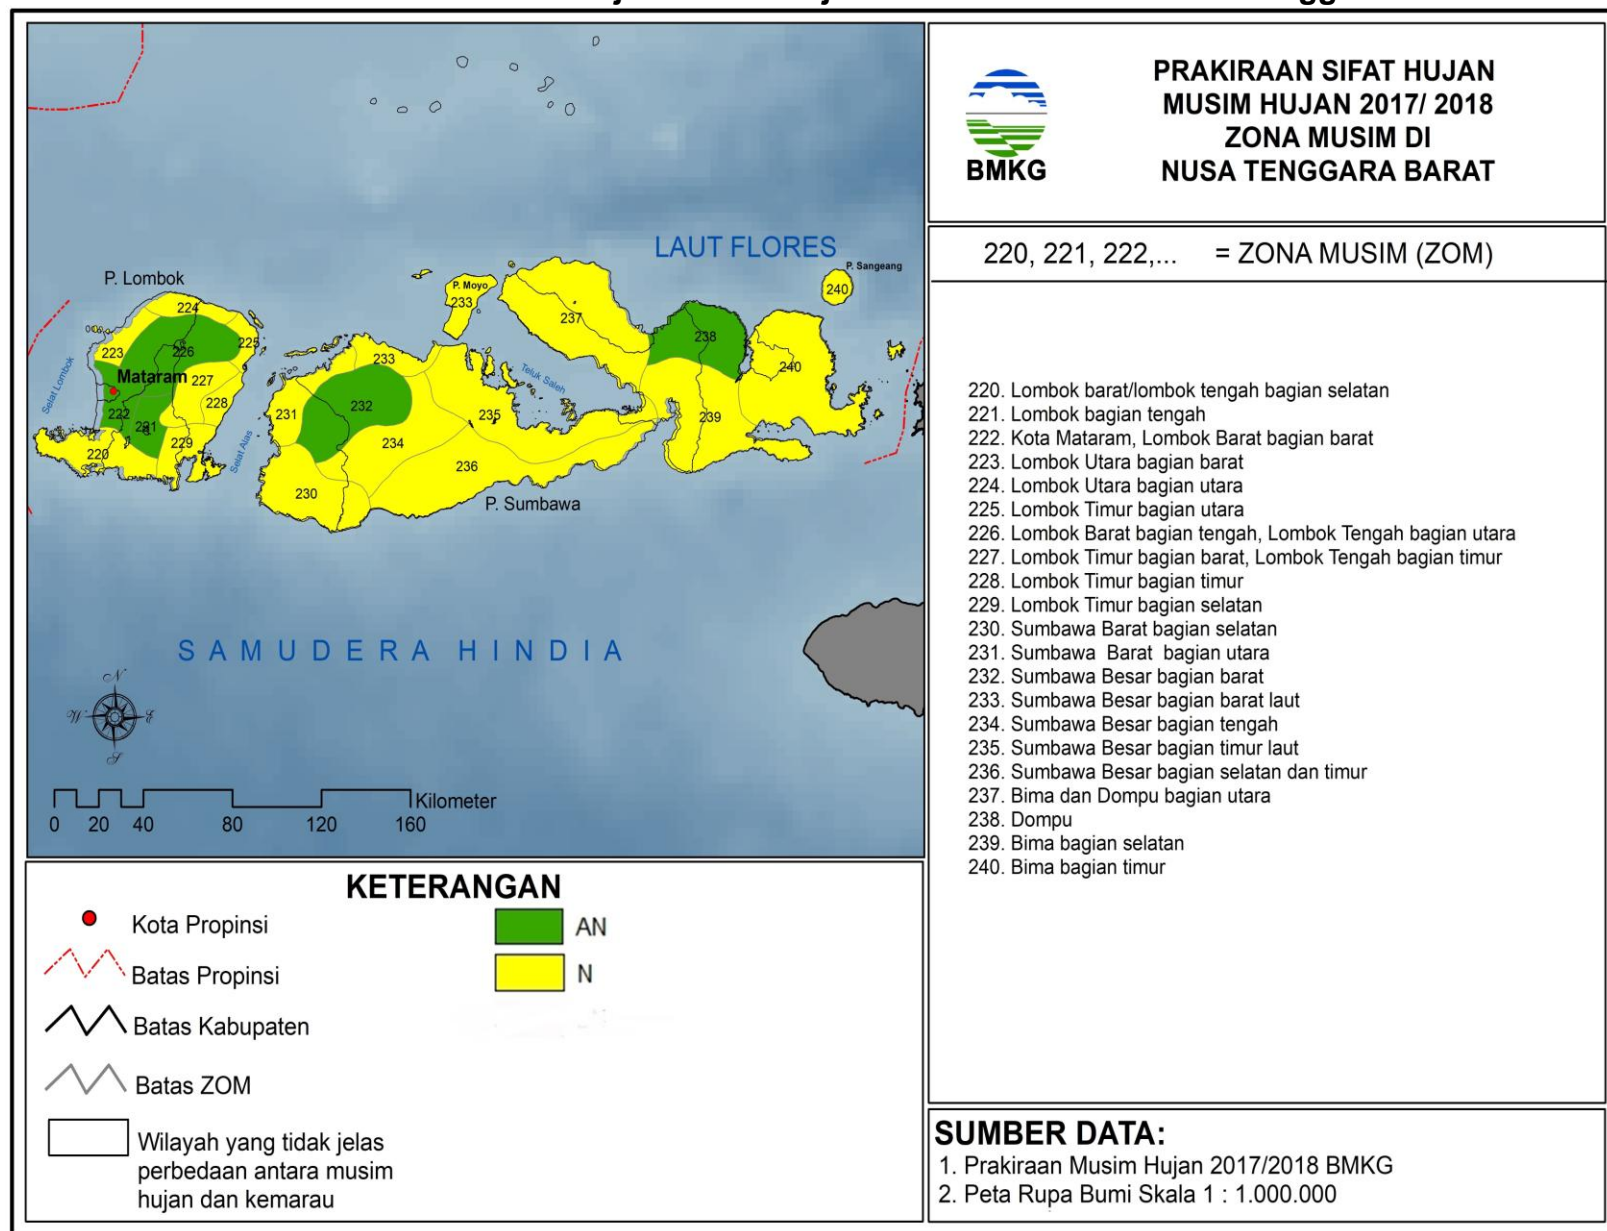 PRAKIRAAN SIFAT HUJAN
MUSIM HUJAN 2017/ 2018
ZONA MUSIM DI
NUSA TENGGARA BARAT
BMKG
220, 221, 222,... = ZONA MUSIM (ZOM)
LAUT FLORES
P. Sangeang
240
P. Lombok
P. Moyo
233
224
237
238
223
226
225
233
Teluk Saleh
240
Selat Lombok
Mataram
227
228
231
232
235
239
222
221
229
234
220
Selat Alas
236
230
P. Sumbawa
SAMUDERA HINDIA
N
W E
S
Kilometer
0 20 40 80 120 160
220. Lombok barat/lombok tengah bagian selatan
221. Lombok bagian tengah
222. Kota Mataram, Lombok Barat bagian barat
223. Lombok Utara bagian barat
224. Lombok Utara bagian utara
225. Lombok Timur bagian utara
226. Lombok Barat bagian tengah, Lombok Tengah bagian utara
227. Lombok Timur bagian barat, Lombok Tengah bagian timur
228. Lombok Timur bagian timur
229. Lombok Timur bagian selatan
230. Sumbawa Barat bagian selatan
231. Sumbawa Barat bagian utara
232. Sumbawa Besar bagian barat
233. Sumbawa Besar bagian barat laut
234. Sumbawa Besar bagian tengah
235. Sumbawa Besar bagian timur laut
236. Sumbawa Besar bagian selatan dan timur
237. Bima dan Dompu bagian utara
238. Dompu
239. Bima bagian selatan
240. Bima bagian timur
KETERANGAN
Kota Propinsi
Batas Propinsi
Batas Kabupaten
Batas ZOM
Wilayah yang tidak jelas
perbedaan antara musim
hujan dan kemarau
AN
N
SUMBER DATA:
1. Prakiraan Musim Hujan 2017/2018 BMKG
2. Peta Rupa Bumi Skala 1 : 1.000.000